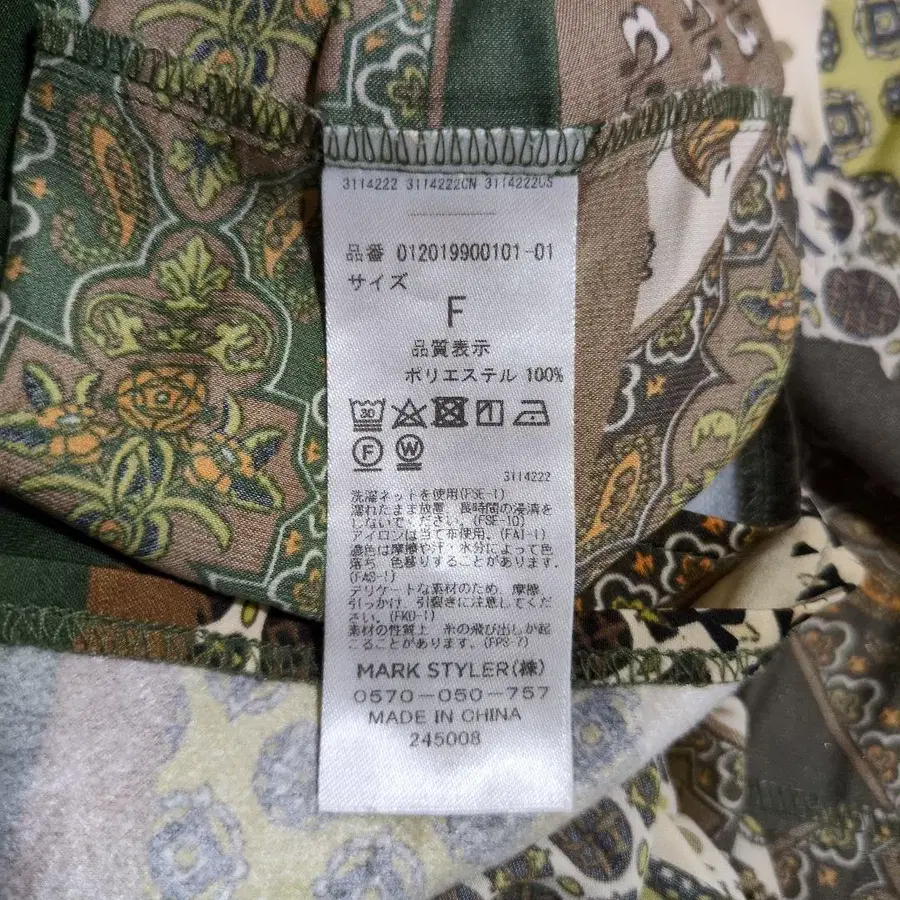 3114222 3114222CN 3114222CS
品番 012019900101-01
サイズ
F
品質表示
ポリエステル 100%
30
F W
3114222
洗濯ネットを使用(FSE-1)
濡れたまま放置、長時間の浸漬を
しないでください。(FSE-10)
アイロンは当て布使用。(FAI-1)
濃色は摩擦や汗・水分によって色
落ち、色移りすることがあります。
(FAS-1)
デリケートな素材のため、摩擦、
引っかけ、引裂きに注意してくだ
さい。(FKO-1)
素材の性質上、糸の飛び出しが起
こることがあります。(FPS-7)
MARK STYLER(株)
0570-050-757
MADE IN CHINA
245008